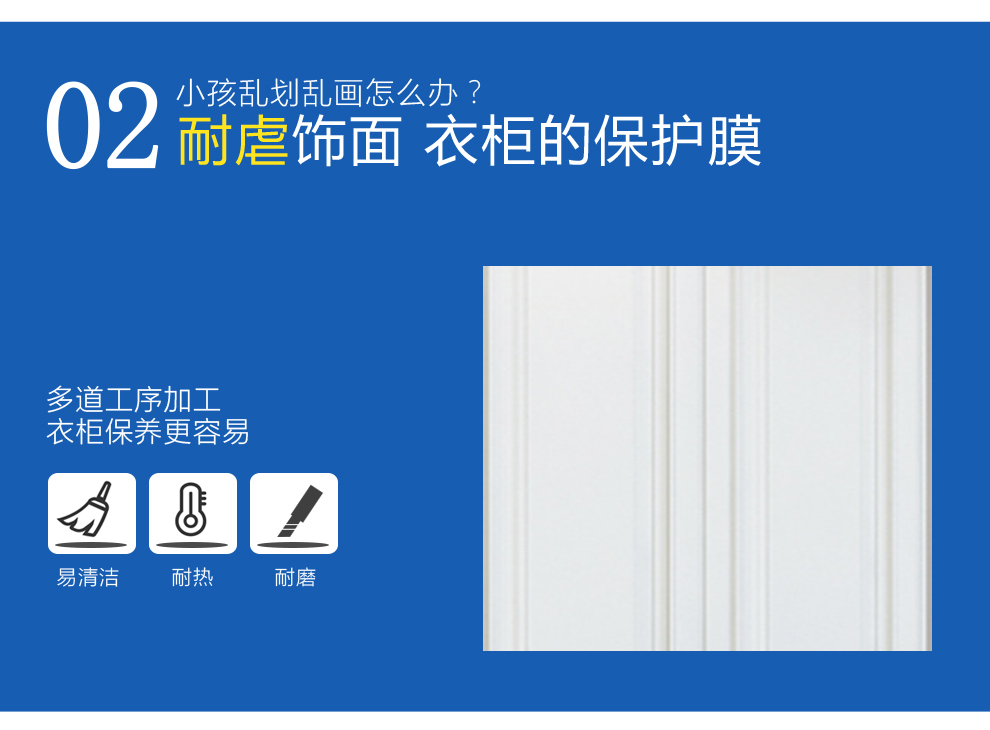 02
小孩乱划乱画怎么办？
耐虐饰面 衣柜的保护膜
多道工序加工
衣柜保养更容易
易清洁
耐热
耐磨